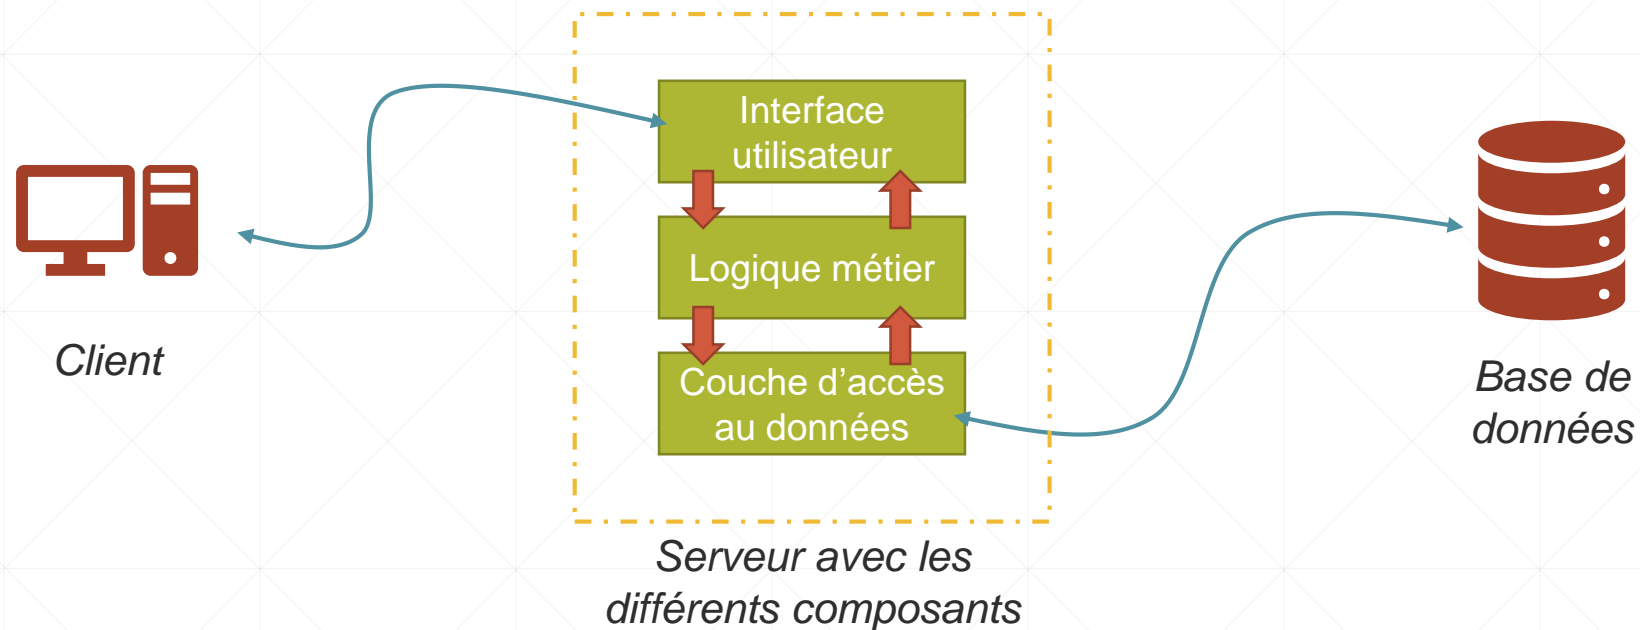 Interface
utilisateur
Logique métier
Couche d’accès
au données
Client
Base de
données
Serveur avec les
différents composants